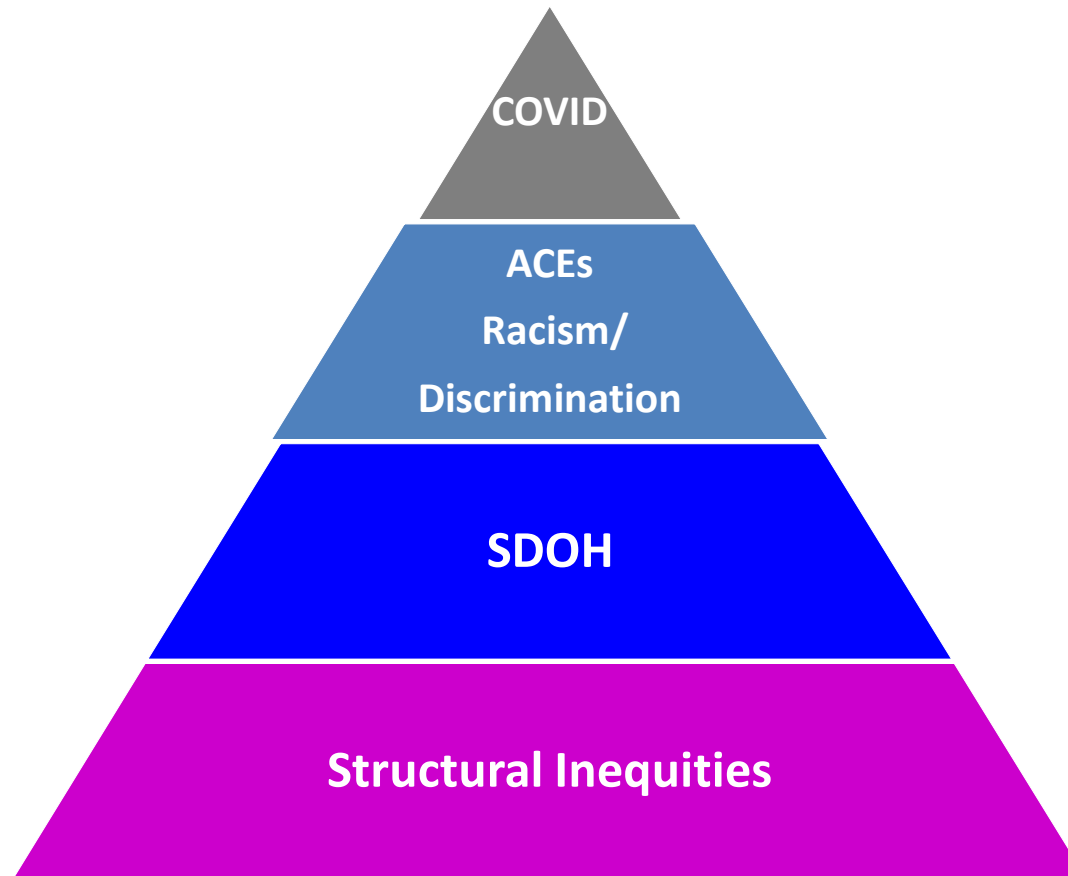 COVID
ACEs
Racism/
Discrimination
SDOH
Structural Inequities